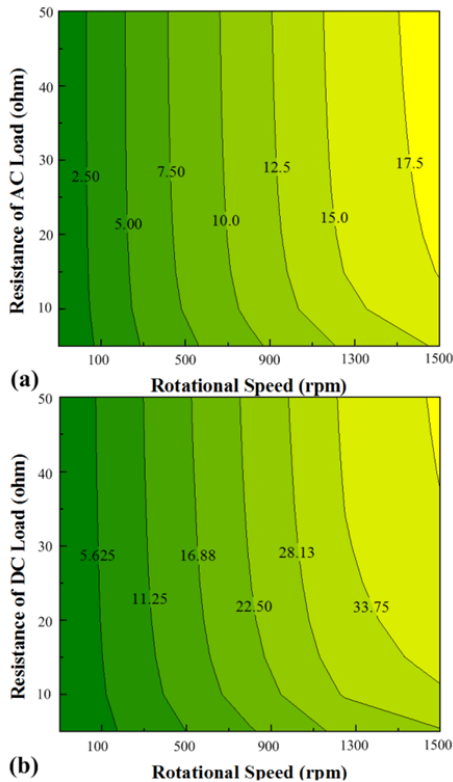 50
40
30
20
10
Resistance of AC Load (ohm)
2.50
5.00
7.50
10.0
12.5
15.0
17.5
100 500 900 1300 1500
(a)
Rotational Speed (rpm)
50
40
30
20
10
Resistance of DC Load (ohm)
5.625
11.25
16.88
22.50
28.13
33.75
100 500 900 1300 1500
(b)
Rotational Speed (rpm)